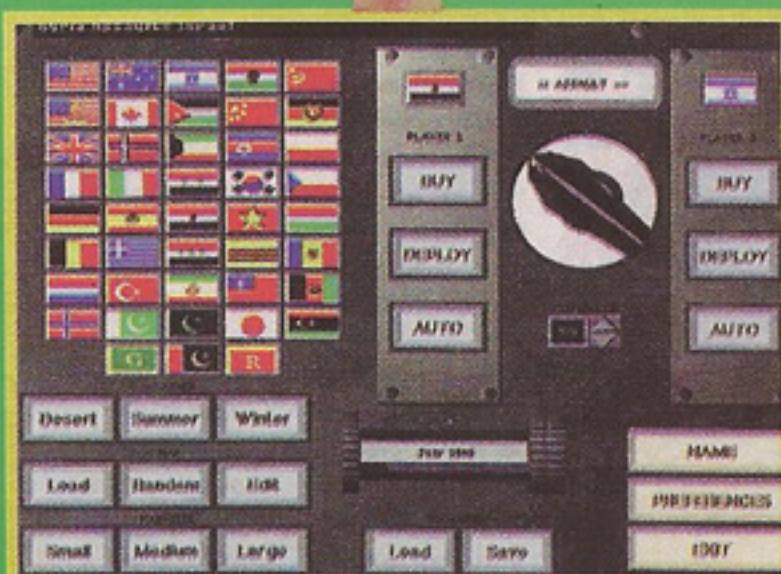 PLAYER 1
BUY
BUY
DEPLOY
DEPLOY
AUTO
AUTO
G
R
Desert
Summer
Winter
Load
Random
Edit
NAME
PREFERENCES
Small
Medium
Large
Load
Save
EXIT